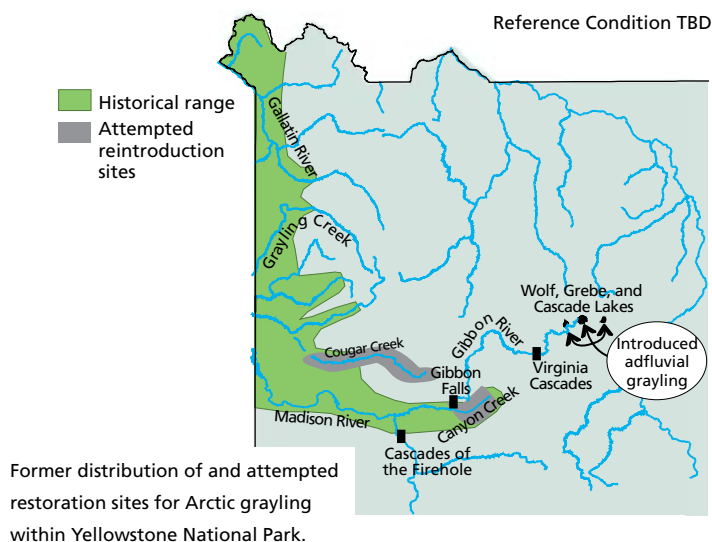 Reference Condition TBD
Historical range
Attempted
reintroduction
sites
Gallatin River
Grayling Creek
Wolf, Grebe, and
Cascade Lakes
Gibbon River
Introduced
adfluvial
grayling
Cougar Creek
Virginia
Cascades
Gibbon
Falls
Canyon Creek
Madison River
Cascades of
the Firehole
Former distribution of and attempted
restoration sites for Arctic grayling
within Yellowstone National Park.